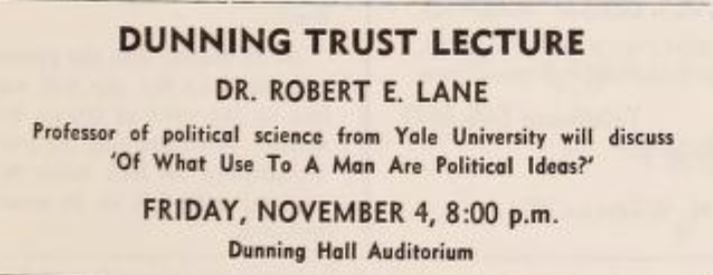 DUNNING TRUST LECTURE
DR. ROBERT E. LANE
Professor of political science from Yale University will discuss
'Of What Use To A Man Are Political Ideas?'
FRIDAY, NOVEMBER 4, 8:00 p.m.
Dunning Hall Auditorium